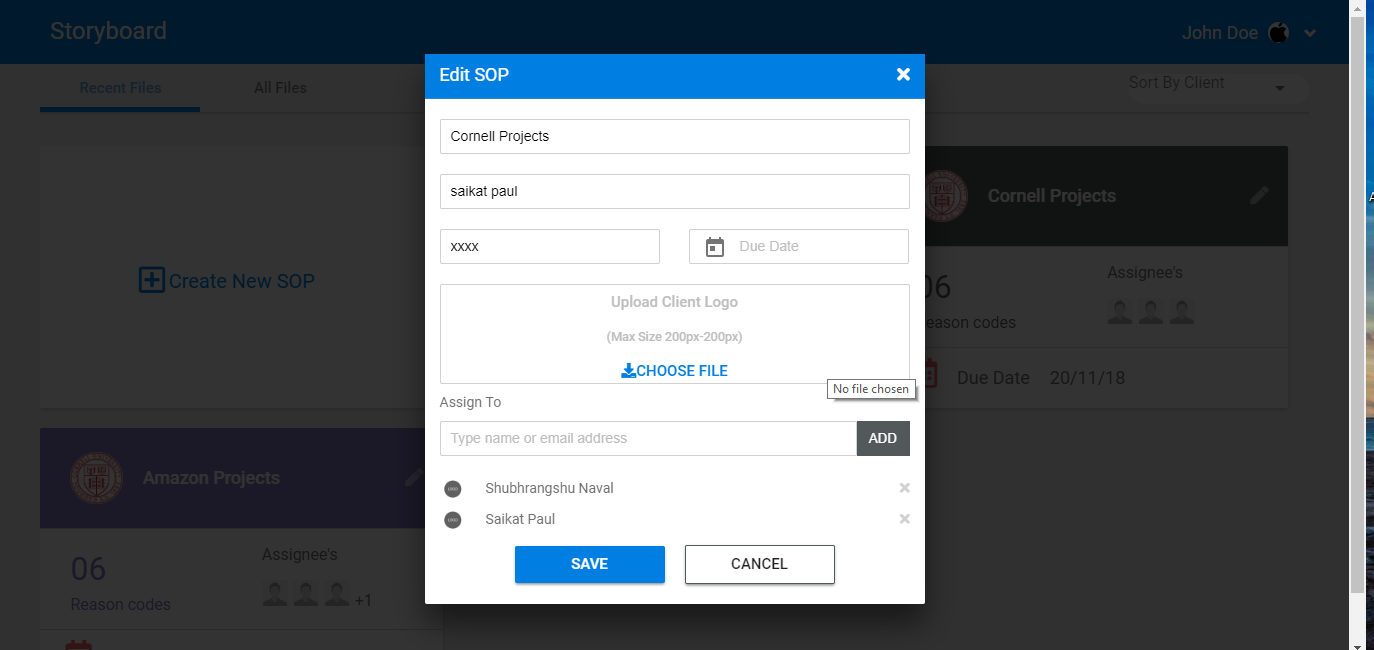 Storyboard
John Doe
Recent Files
All Files
Sort By Client
Edit SOP
Cornell Projects
saikat paul
xxxx
Due Date
Upload Client Logo
(Max Size 200px-200px)
CHOOSE FILE
No file chosen
Assign To
Type name or email address
ADD
Shubhrangshu Naval
Saikat Paul
SAVE
CANCEL
Create New SOP
Cornell Projects
06
Assignee's
eason codes
Due Date 20/11/18
Amazon Projects
06
Assignee's
Reason codes
+1